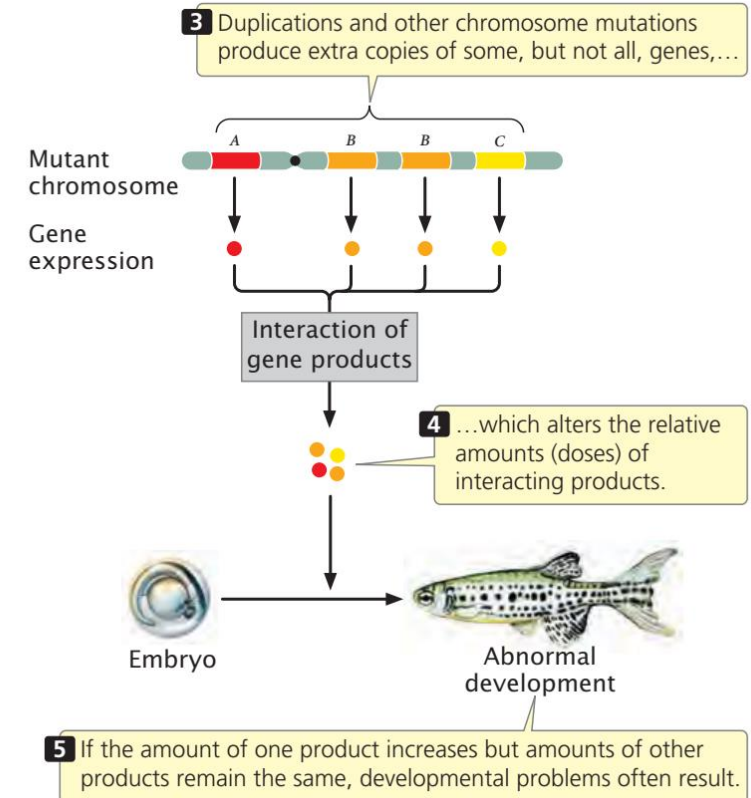 3 Duplications and other chromosome mutations
produce extra copies of some, but not all, genes,…
A B B C
Mutant
chromosome
Gene
expression
Interaction of
gene products
4 …which alters the relative
amounts (doses) of
interacting products.
Embryo
Abnormal
development
5 If the amount of one product increases but amounts of other
products remain the same, developmental problems often result.